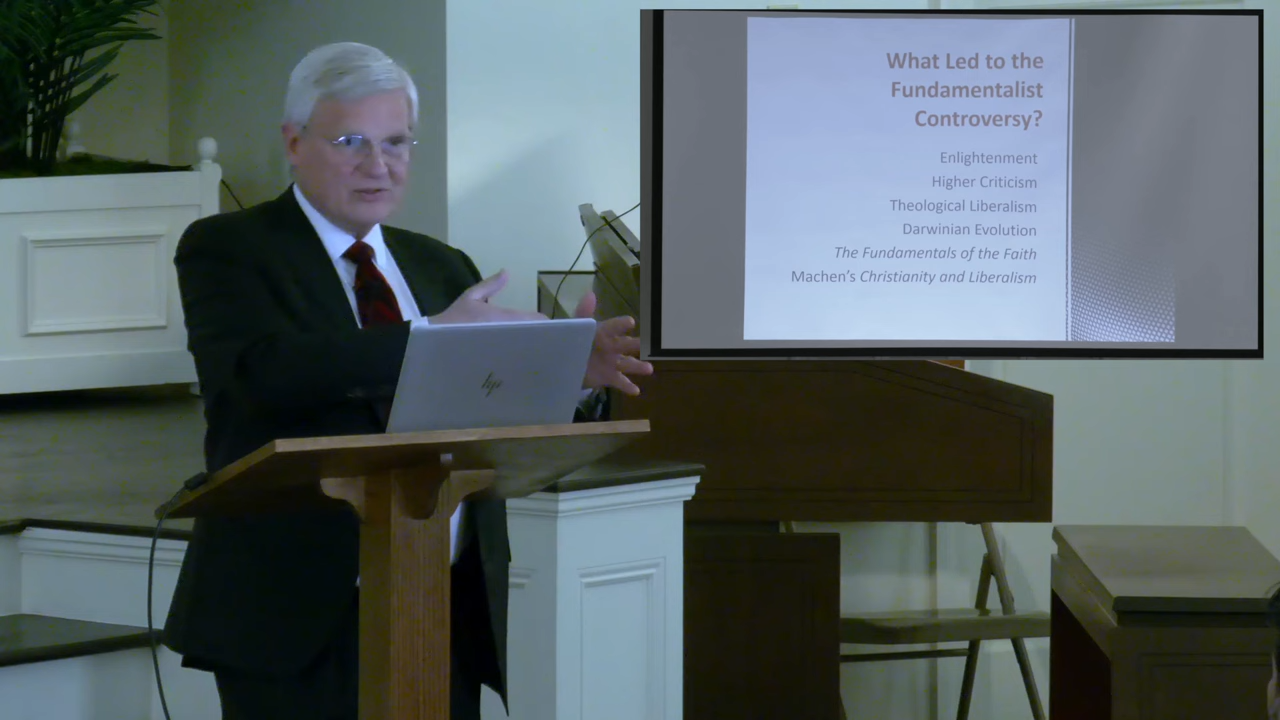 What Led to the
Fundamentalist
Controversy?
Enlightenment
Higher Criticism
Theological Liberalism
Darwinian Evolution
The Fundamentals of the Faith
Machen's Christianity and Liberalism
hp